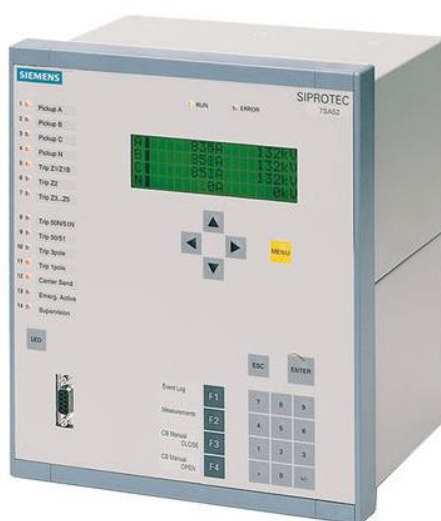 SIEMENS
SIPROTEC
7SA52
RUN
ERROR
1 Pickup A
2 Pickup B
3 Pickup C
4 Pickup N
5 Trip Z1/Z1B
6 Trip Z2
7 Trip Z3...Z5
8 Trip 50N/51N
9 Trip 50/51
10 Trip 3pole
11 Trip 1pole
12 Carrier Send
13 Emerg. Active
14 Supervision
A 132kV
132kV
132kV
N 0A 0kV
MENU
LED
ESC
ENTER
Event Log F1
Measurements F2
CB Manual
CLOSE F3
CB Manual
OPEN F4
7 8 9
4 5 6
1 2 3
. 0 +/-